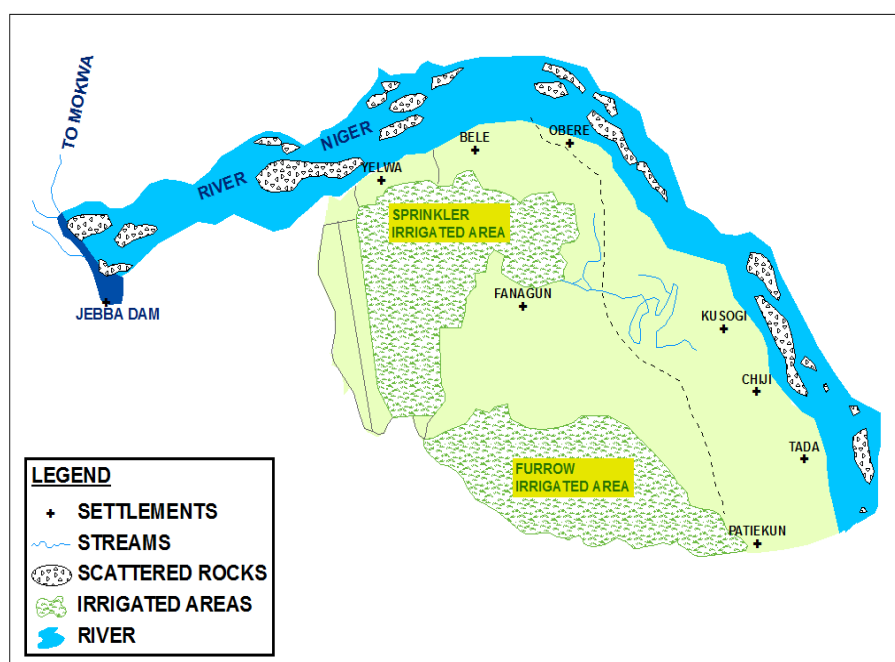 TO MOKWA
RIVER NIGER
YELWA
BELE
OBERE
SPRINKLER
IRRIGATED AREA
FANAGUN
JEBBA DAM
KUSOGI
CHIJI
TADA
FURROW
IRRIGATED AREA
PATIEKUN
LEGEND
SETTLEMENTS
STREAMS
SCATTERED ROCKS
IRRIGATED AREAS
RIVER